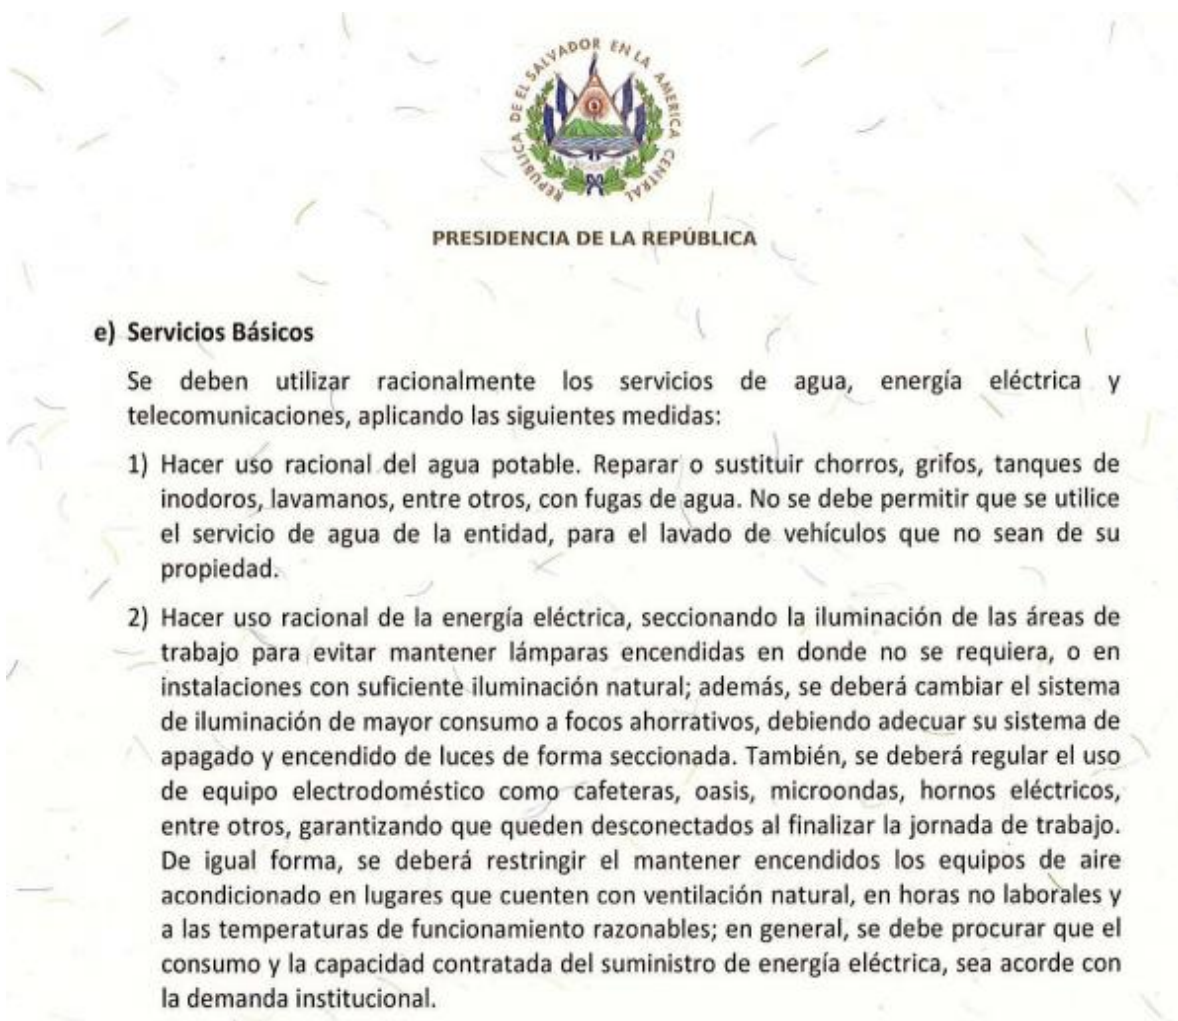 REPÚBLICA DE EL SALVADOR EN LA AMERICA CENTRAL
PRESIDENCIA DE LA REPÚBLICA
e) Servicios Básicos
Se deben utilizar racionalmente los servicios de agua, energía eléctrica y
telecomunicaciones, aplicando las siguientes medidas:
1) Hacer uso racional del agua potable. Reparar o sustituir chorros, grifos, tanques de
inodoros, lavamanos, entre otros, con fugas de agua. No se debe permitir que se utilice
el servicio de agua de la entidad, para el lavado de vehículos que no sean de su
propiedad.
2) Hacer uso racional de la energía eléctrica, seccionando la iluminación de las áreas de
trabajo para evitar mantener lámparas encendidas en donde no se requiera, o en
instalaciones con suficiente iluminación natural; además, se deberá cambiar el sistema
de iluminación de mayor consumo a focos ahorrativos, debiendo adecuar su sistema de
apagado y encendido de luces de forma seccionada. También, se deberá regular el uso
de equipo electrodoméstico como cafeteras, oasis, microondas, hornos eléctricos,
entre otros, garantizando que queden desconectados al finalizar la jornada de trabajo.
De igual forma, se deberá restringir el mantener encendidos los equipos de aire
acondicionado en lugares que cuenten con ventilación natural, en horas no laborales y
a las temperaturas de funcionamiento razonables; en general, se debe procurar que el
consumo y la capacidad contratada del suministro de energía eléctrica, sea acorde con
la demanda institucional.